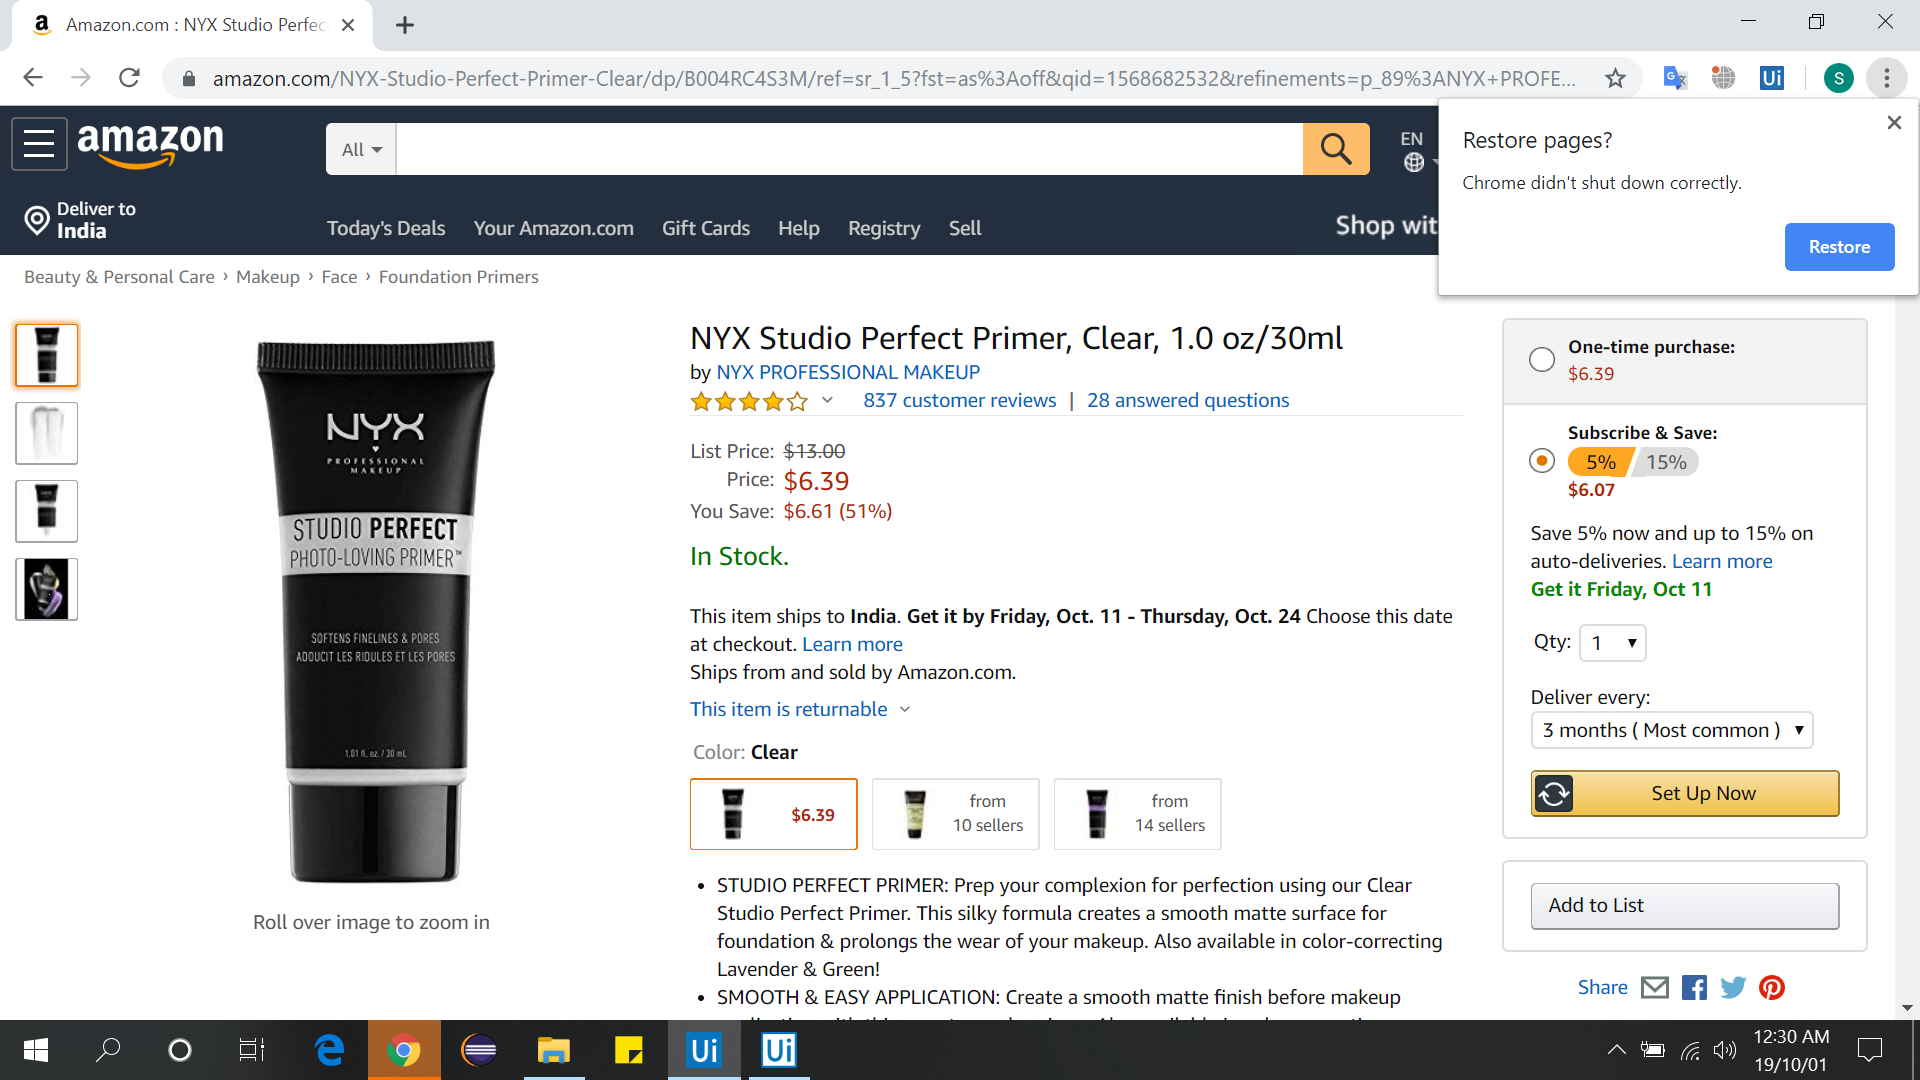 Amazon.com : NYX Studio Perfec
amazon.com/NYX-Studio-Perfect-Primer-Clear/dp/B004RC4S3M/ref=sr_1_5?fst=as%3Aoff&qid=1568682532&refinements=p_89%3ANYX+PROFE...
Ui
S
Restore pages?
Chrome didn't shut down correctly.
Restore
amazon
All
EN
Deliver to
India
Today's Deals
Your Amazon.com
Gift Cards
Help
Registry
Sell
Shop wit
Beauty & Personal Care › Makeup › Face › Foundation Primers
NYX
PROFESSIONAL
MAKEUP
STUDIO PERFECT
PHOTO-LOVING PRIMER™
SOFTENS FINELINES & PORES
ADOUCIT LES RIDULES ET LES PORES
1.01 fl. oz. / 30 mL
Roll over image to zoom in
NYX Studio Perfect Primer, Clear, 1.0 oz/30ml
by NYX PROFESSIONAL MAKEUP
837 customer reviews | 28 answered questions
List Price: $13.00
Price: $6.39
You Save: $6.61 (51%)
In Stock.
This item ships to India. Get it by Friday, Oct. 11 - Thursday, Oct. 24 Choose this date
at checkout. Learn more
Ships from and sold by Amazon.com.
This item is returnable
Color: Clear
$6.39
from
10 sellers
from
14 sellers
• STUDIO PERFECT PRIMER: Prep your complexion for perfection using our Clear
Studio Perfect Primer. This silky formula creates a smooth matte surface for
foundation & prolongs the wear of your makeup. Also available in color-correcting
Lavender & Green!
• SMOOTH & EASY APPLICATION: Create a smooth matte finish before makeup
One-time purchase:
$6.39
Subscribe & Save:
5% 15%
$6.07
Save 5% now and up to 15% on
auto-deliveries. Learn more
Get it Friday, Oct 11
Qty: 1
Deliver every:
3 months ( Most common )
Set Up Now
Add to List
Share
Ui
Ui
12:30 AM
19/10/01